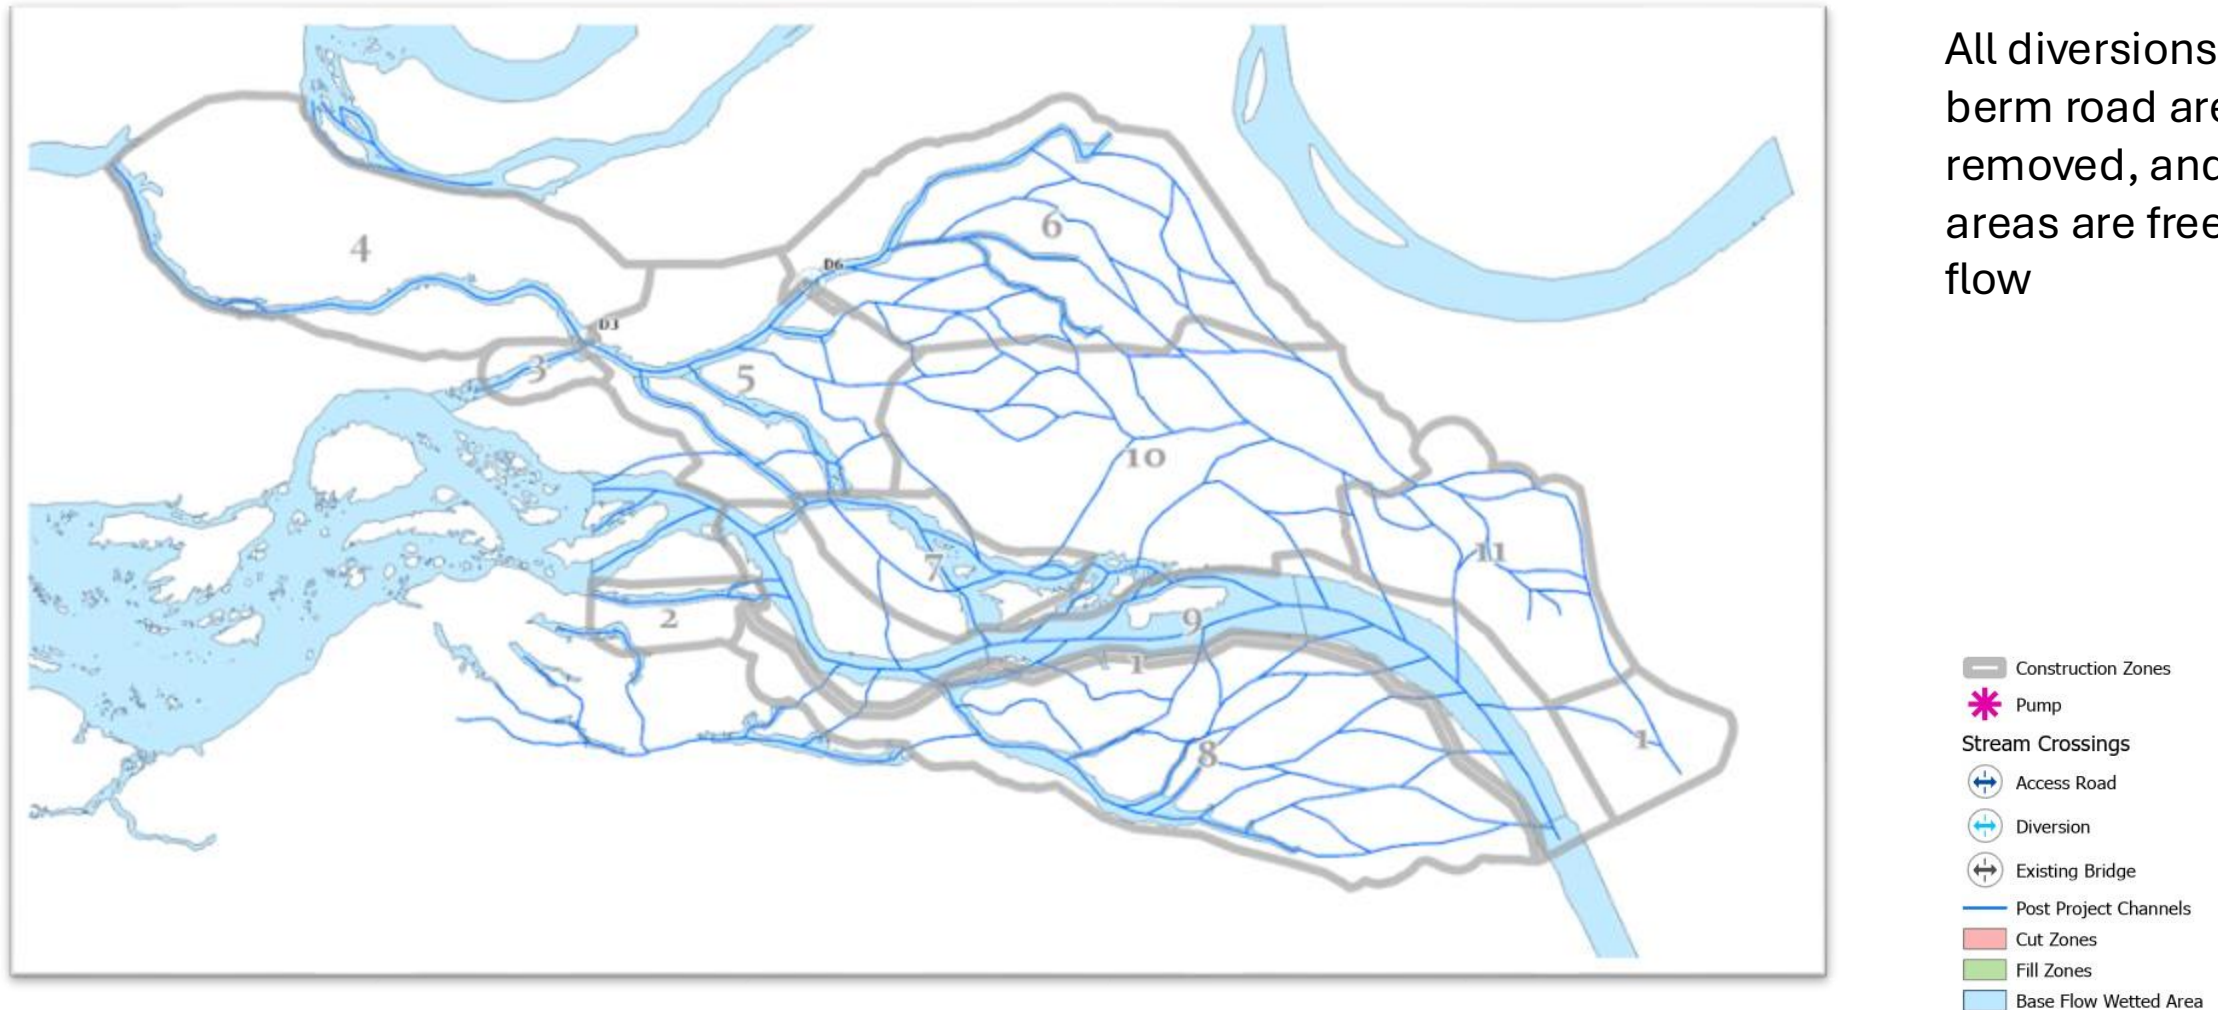 All diversions
berm road are
removed, and
areas are free
flow
4
6
D6
D3
3
5
10
11
7
2
9
1
8
1
Construction Zones
Pump
Stream Crossings
Access Road
Diversion
Existing Bridge
Post Project Channels
Cut Zones
Fill Zones
Base Flow Wetted Area